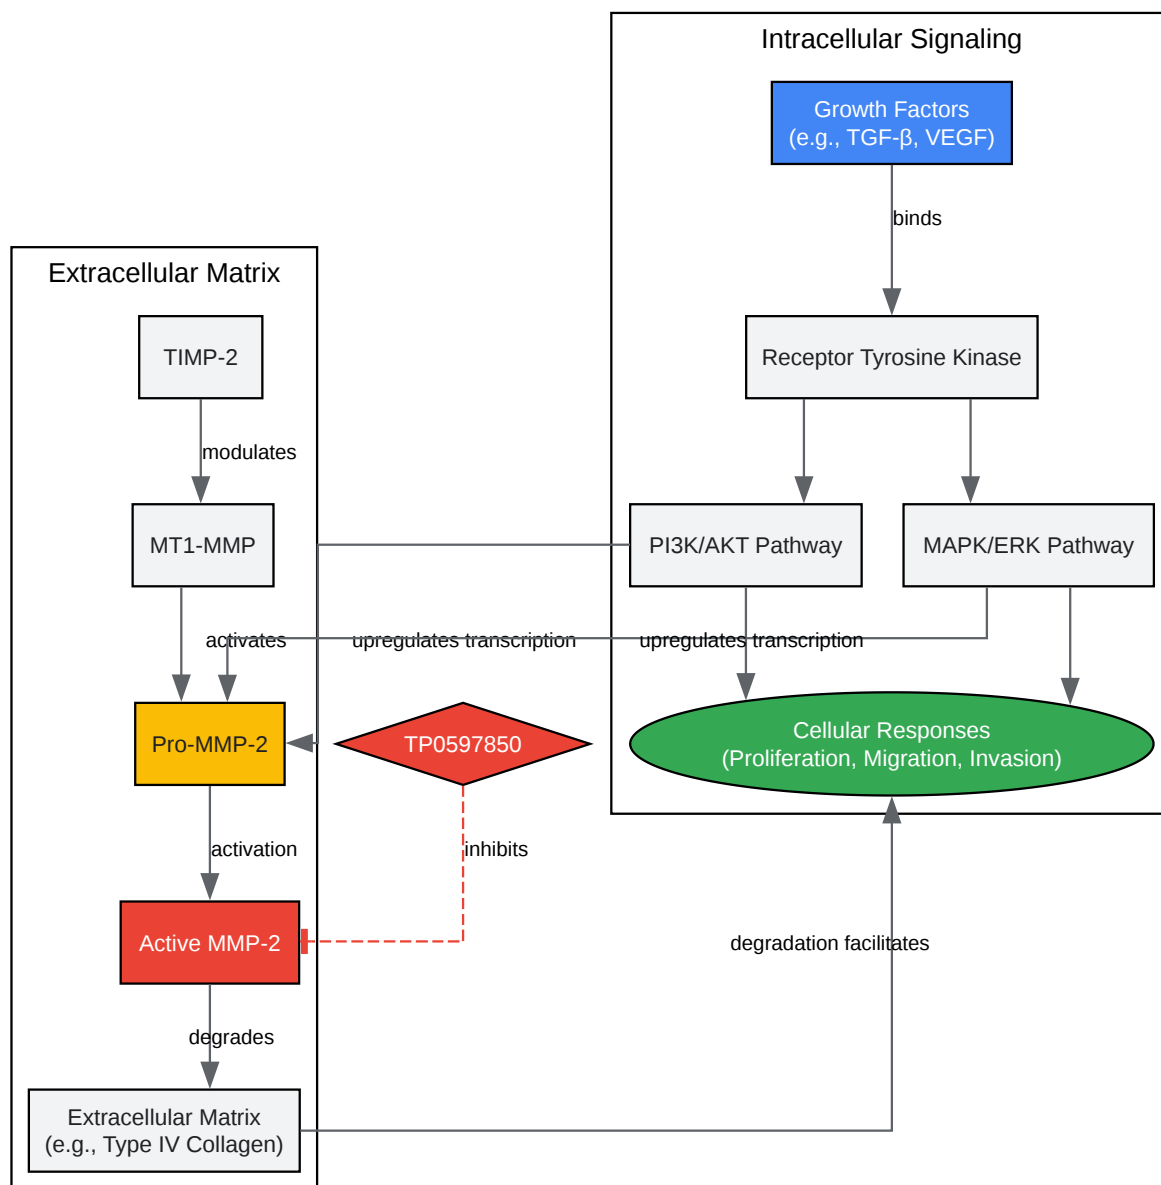 Intracellular Signaling
Growth Factors
(e.g., TGF-β, VEGF)
binds
Extracellular Matrix
TIMP-2
Receptor Tyrosine Kinase
modulates
MT1-MMP
PI3K/AKT Pathway
MAPK/ERK Pathway
activates
upregulates transcription
upregulates transcription
Pro-MMP-2
TP0597850
Cellular Responses
(Proliferation, Migration, Invasion)
activation
inhibits
Active MMP-2
degradation facilitates
degrades
Extracellular Matrix
(e.g., Type IV Collagen)